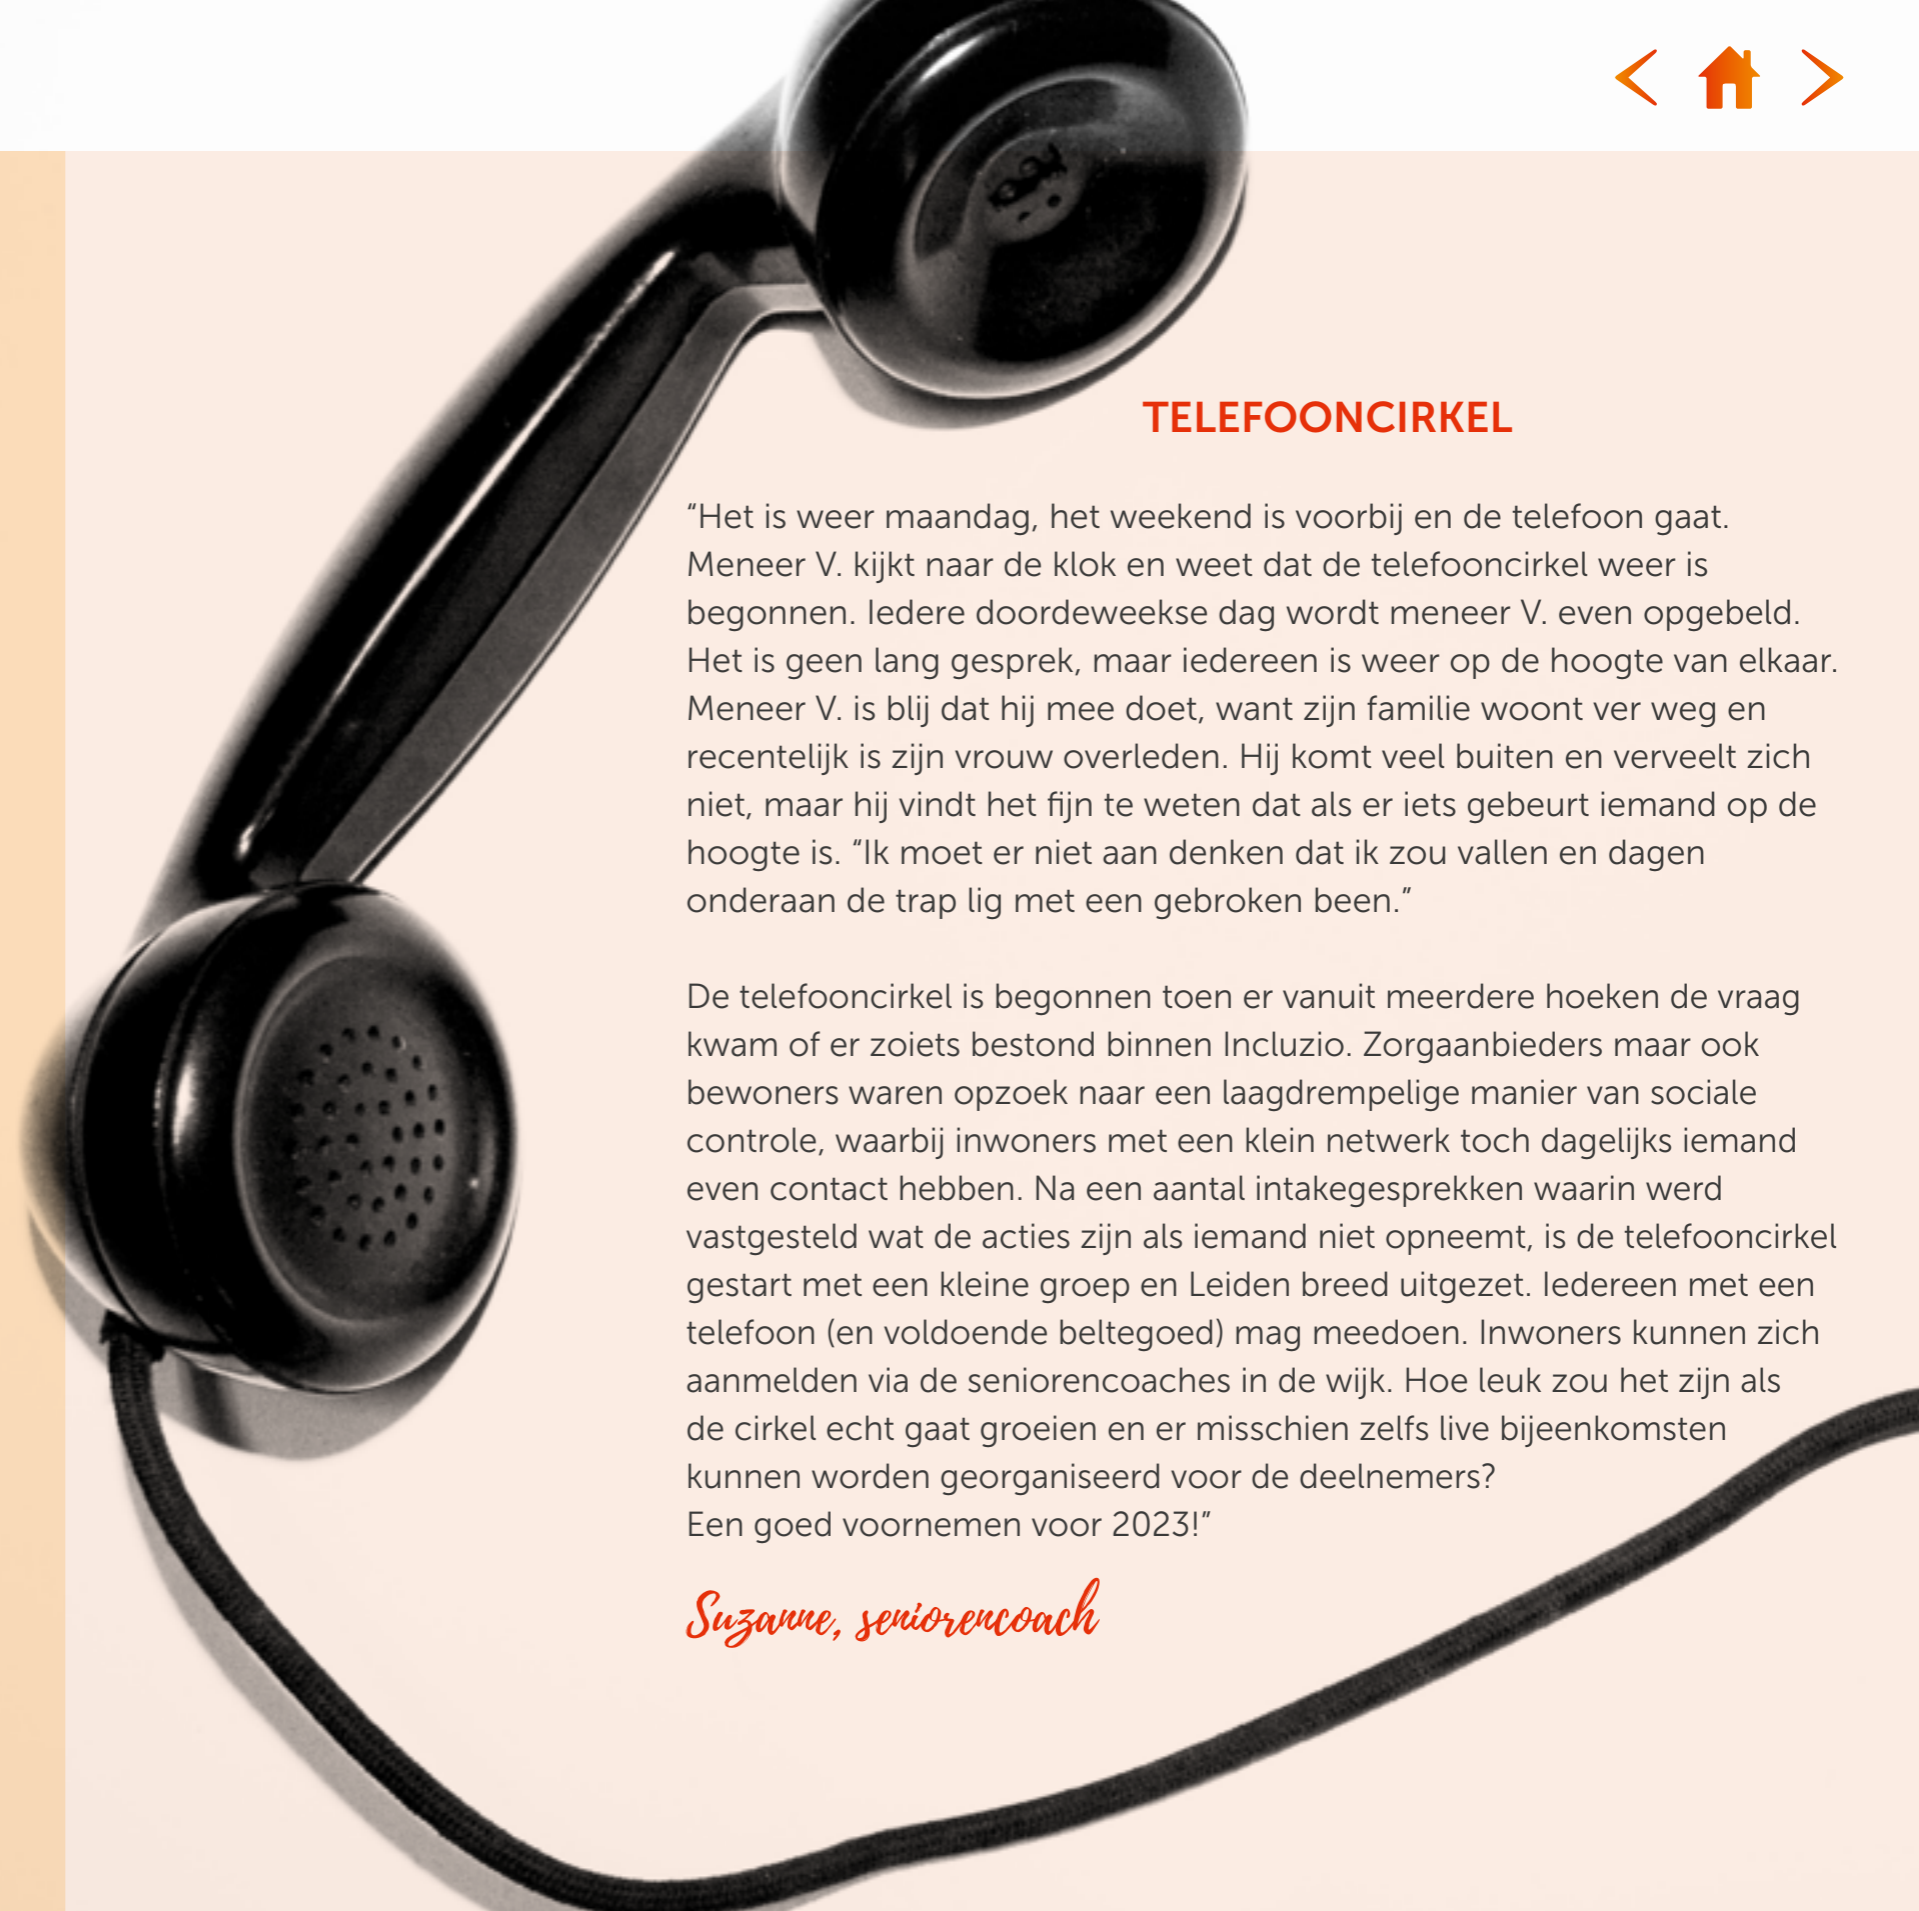 TELEFOONCIRKEL
“Het is weer maandag, het weekend is voorbij en de telefoon gaat.
Meneer V. kijkt naar de klok en weet dat de telefooncirkel weer is
begonnen. Iedere doordeweekse dag wordt meneer V. even opgebeld.
Het is geen lang gesprek, maar iedereen is weer op de hoogte van elkaar.
Meneer V. is blij dat hij mee doet, want zijn familie woont ver weg en
recentelijk is zijn vrouw overleden. Hij komt veel buiten en verveelt zich
niet, maar hij vindt het fijn te weten dat als er iets gebeurt iemand op de
hoogte is. “Ik moet er niet aan denken dat ik zou vallen en dagen
onderaan de trap lig met een gebroken been.”
De telefooncirkel is begonnen toen er vanuit meerdere hoeken de vraag
kwam of er zoiets bestond binnen Incluzio. Zorgaanbieders maar ook
bewoners waren opzoek naar een laagdrempelige manier van sociale
controle, waarbij inwoners met een klein netwerk toch dagelijks iemand
even contact hebben. Na een aantal intakegesprekken waarin werd
vastgesteld wat de acties zijn als iemand niet opneemt, is de telefooncirkel
gestart met een kleine groep en Leiden breed uitgezet. Iedereen met een
telefoon (en voldoende beltegoed) mag meedoen. Inwoners kunnen zich
aanmelden via de seniorencoaches in de wijk. Hoe leuk zou het zijn als
de cirkel echt gaat groeien en er misschien zelfs live bijeenkomsten
kunnen worden georganiseerd voor de deelnemers?
Een goed voornemen voor 2023!”
Suzanne, seniorencoach